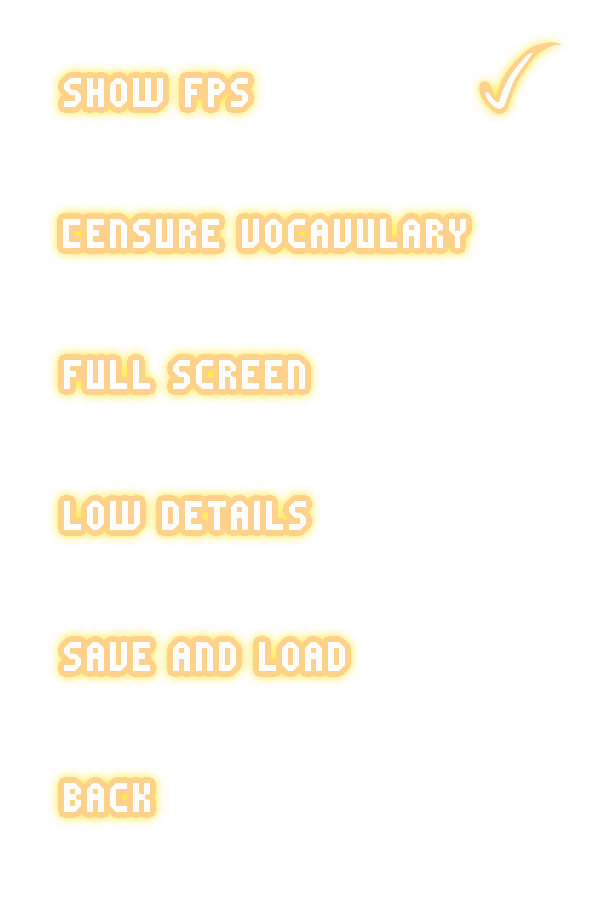 SHOW FPS
CENSURE VOCAVULARY
FULL SCREEN
LOW DETAILS
SAVE AND LOAD
BACK